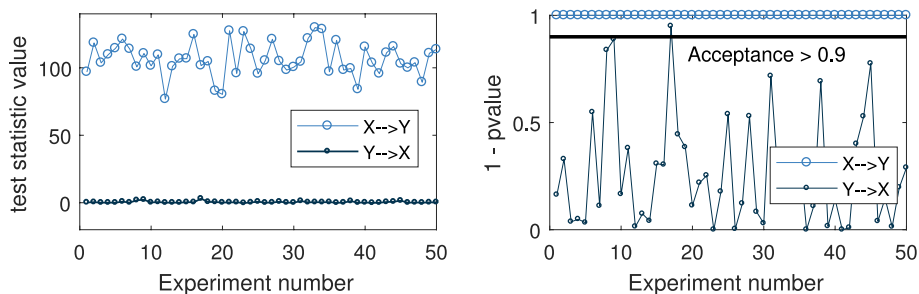 test statistic value
100
50
0
X-->Y
Y-->X
0
10
20
30
40
50
Experiment number
1 - pvalue
1
0.5
0
Acceptance > 0.9
X-->Y
Y-->X
0
10
20
30
40
50
Experiment number